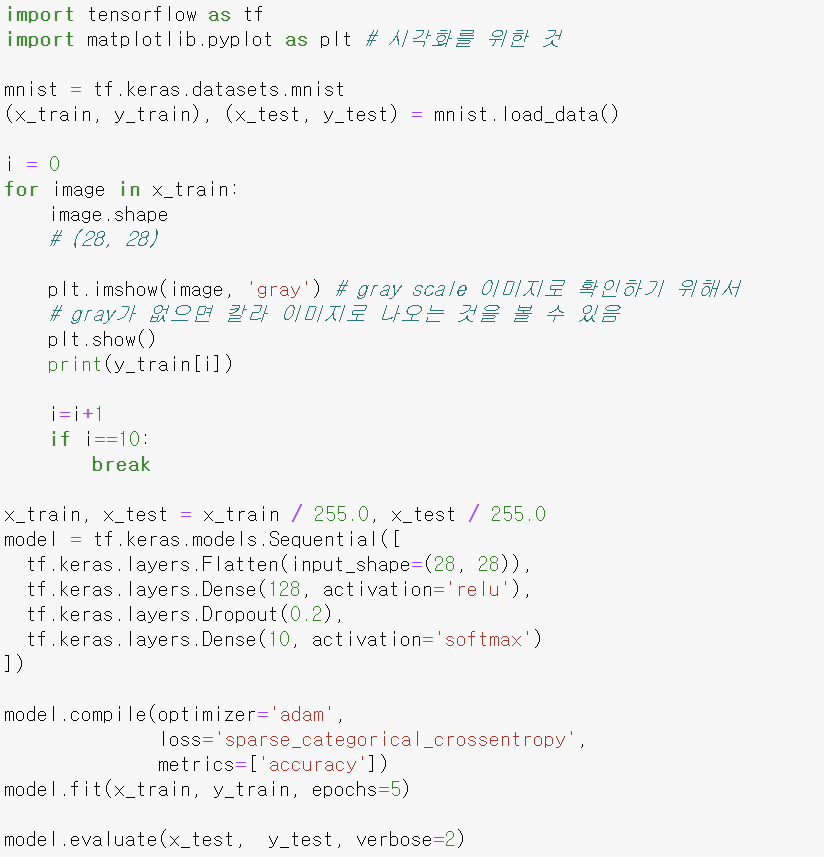 import tensorflow as tf
import matplotlib.pyplot as plt # 시각화를 위한 것
mnist = tf.keras.datasets.mnist
(x_train, y_train), (x_test, y_test) = mnist.load_data()
i = 0
for image in x_train:
    image.shape
    # (28, 28)
    plt.imshow(image, 'gray') # gray scale 이미지로 확인하기 위해서
    # gray가 없으면 칼라 이미지로 나오는 것을 볼 수 있음
    plt.show()
    print(y_train[i])
    i=i+1
    if i==10:
        break
x_train, x_test = x_train / 255.0, x_test / 255.0
model = tf.keras.models.Sequential([
  tf.keras.layers.Flatten(input_shape=(28, 28)),
  tf.keras.layers.Dense(128, activation='relu'),
  tf.keras.layers.Dropout(0.2),
  tf.keras.layers.Dense(10, activation='softmax')
])
model.compile(optimizer='adam',
              loss='sparse_categorical_crossentropy',
              metrics=['accuracy'])
model.fit(x_train, y_train, epochs=5)
model.evaluate(x_test,  y_test, verbose=2)